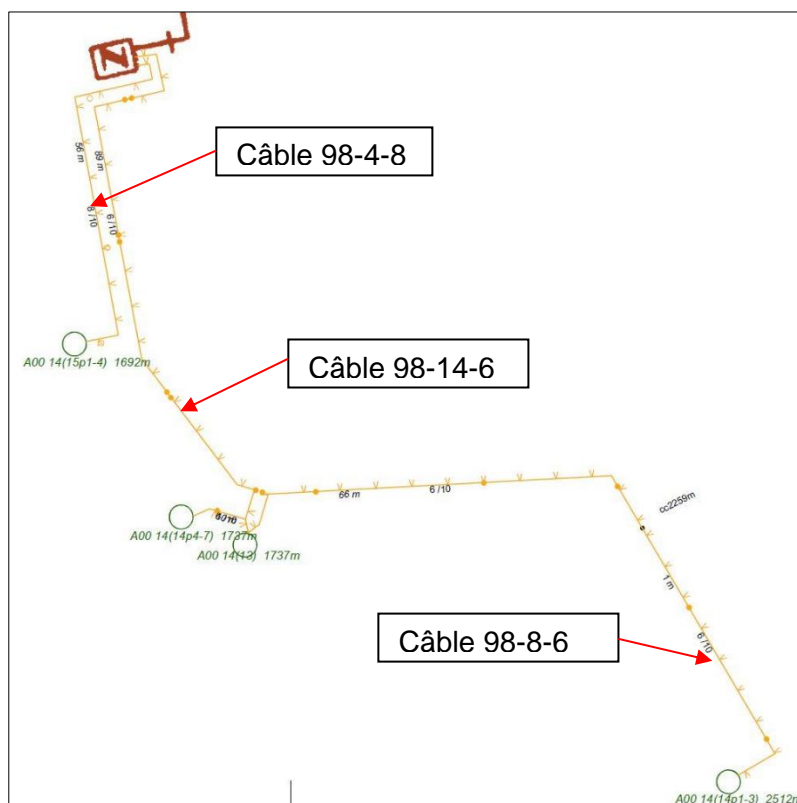 N
Câble 98-4-8
56 m
89 m
8 /10
6 /10
A00 14(15p1-4) 1692m
Câble 98-14-6
66 m
6 /10
cc2259m
A00 14(14p4-7) 1737m
A00 14(13) 1737m
1 m
Câble 98-8-6
6 /10
A00 14(14p1-3) 2512m